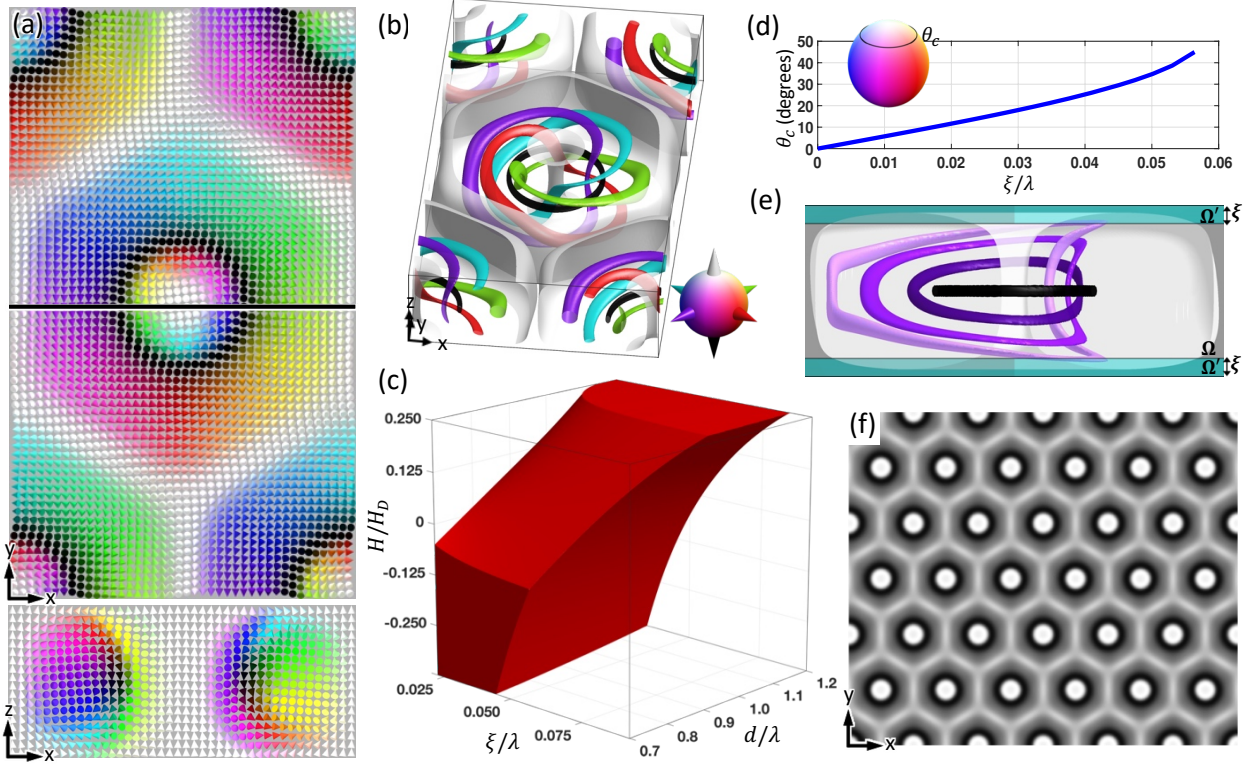 (a)
y
x
z
x
(b)
z
y
x
(c)
H/H_D
0.250
0.125
0
-0.125
-0.250
0.025
0.050
0.075
ξ/λ
0.7
0.8
0.9
1.0
1.1
1.2
d/λ
(d)
θc
θc (degrees)
50
40
30
20
10
0
0
0.01
0.02
0.03
0.04
0.05
0.06
ξ/λ
(e)
Ω′
ξ
Ω
Ω′
ξ
(f)
y
x